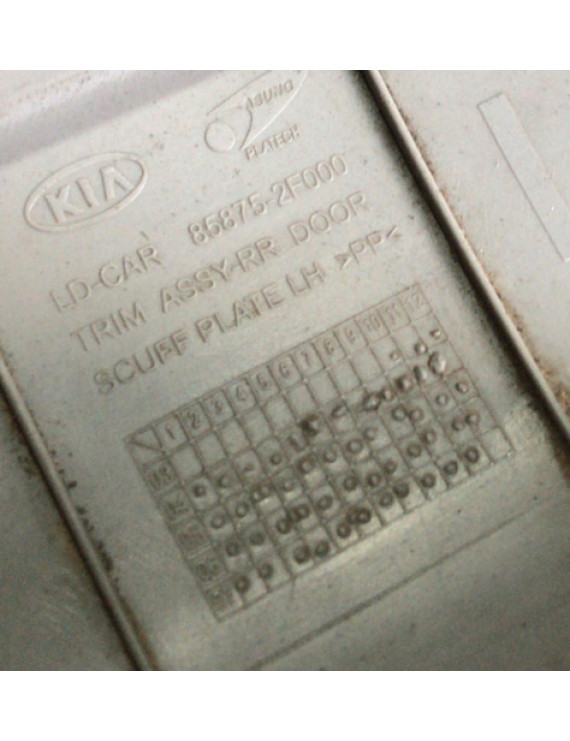 KIA
PLATECH
LD-CAR 85875-2F000
TRIM ASSY-RR DOOR
SCUFF PLATE LH >PP<
1 2 3 4 5 6 7 8 9 10 11 12